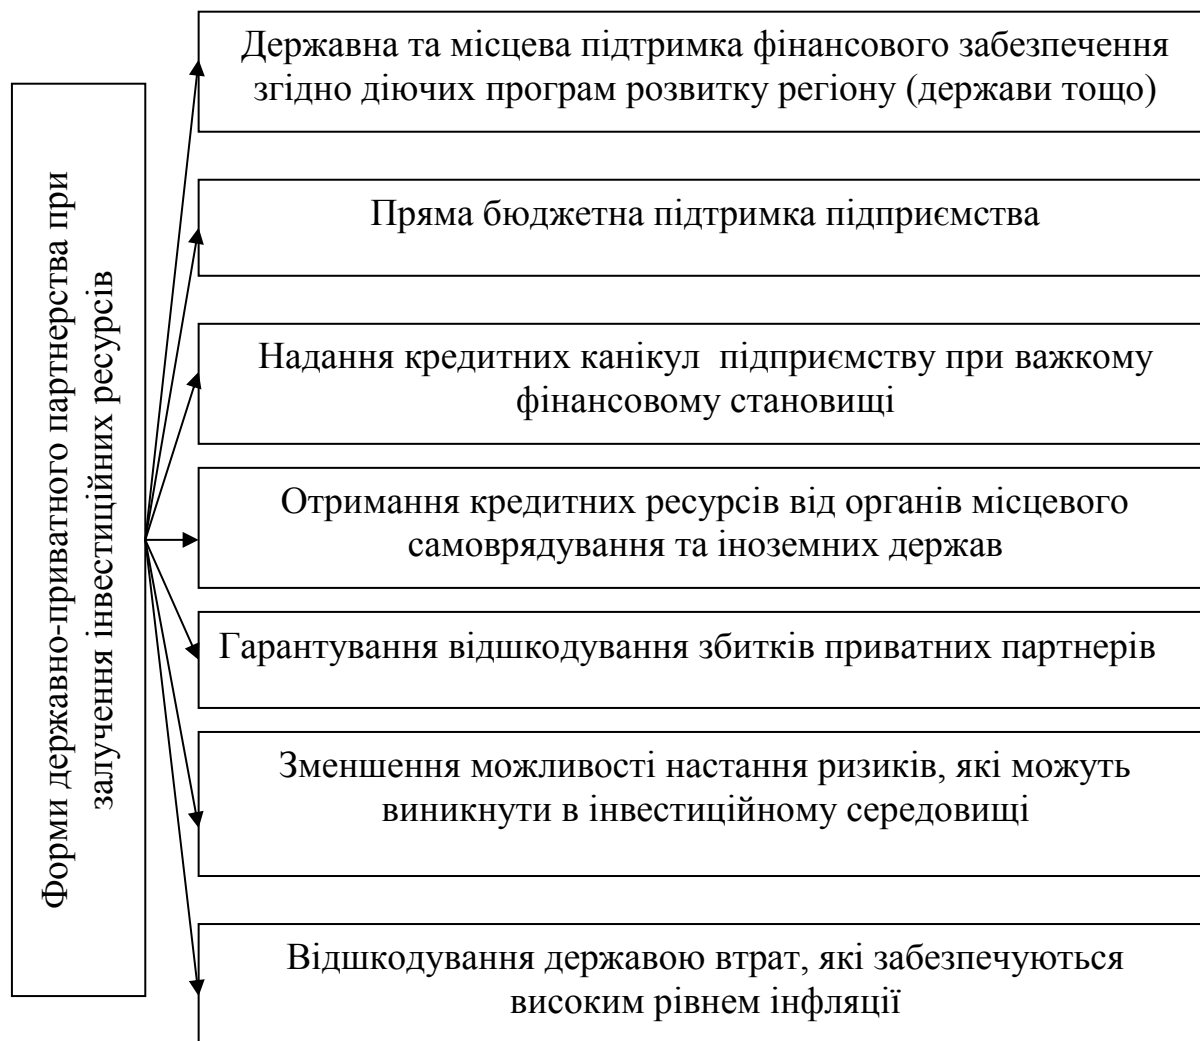 Форми державно-приватного партнерства при
залучення інвестиційних ресурсів
Державна та місцева підтримка фінансового забезпечення
згідно діючих програм розвитку регіону (держави тощо)
Пряма бюджетна підтримка підприємства
Надання кредитних канікул підприємству при важкому
фінансовому становищі
Отримання кредитних ресурсів від органів місцевого
самоврядування та іноземних держав
Гарантування відшкодування збитків приватних партнерів
Зменшення можливості настання ризиків, які можуть
виникнути в інвестиційному середовищі
Відшкодування державою втрат, які забезпечуються
високим рівнем інфляції